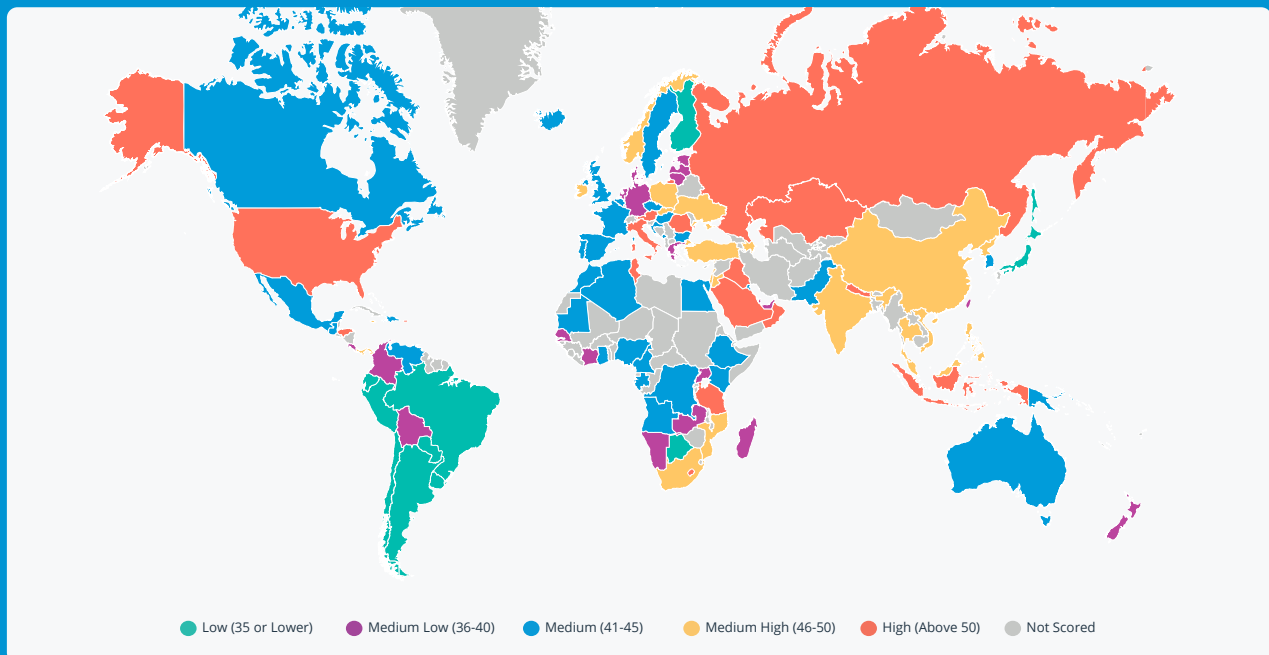 Low (35 or Lower)
Medium Low (36-40)
Medium (41-45)
Medium High (46-50)
High (Above 50)
Not Scored